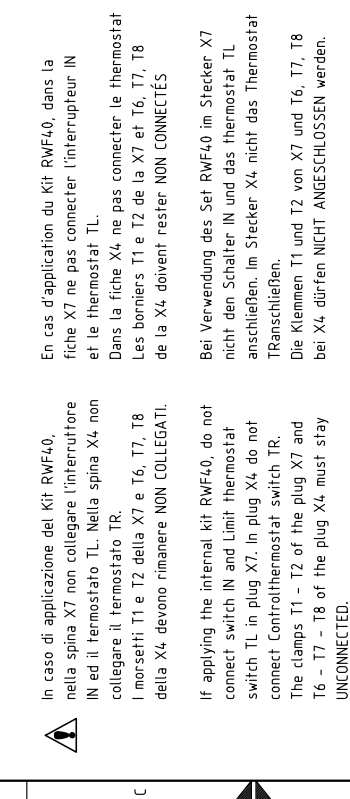 In caso di applicazione del Kit RWF40,
nella spina X7 non collegare l'interruttore
IN ed il termostato TL. Nella spina X4 non
collegare il termostato TR.
I morsetti T1 e T2 della X7 e T6, T7, T8
della X4 devono rimanere NON COLLEGATI.
If applying the internal kit RWF40, do not
connect switch IN and Limit thermostat
switch TL in plug X7. In plug X4 do not
connect Controlthermostat switch TR.
The clamps T1 - T2 of the plug X7 and
T6 - T7 - T8 of the plug X4 must stay
UNCONNECTED.
En cas d'application du Kit RWF40, dans la
fiche X7 ne pas connecter l'interrupteur IN
et le thermostat TL.
Dans la fiche X4 ne pas connecter le thermostat
Les borniers T1 e T2 de la X7 et T6, T7, T8
de la X4 doivent rester NON CONNECTÉS
Bei Verwendung des Set RWF40 im Stecker X7
nicht den Schalter IN und das thermostat TL
anschließen. Im Stecker X4 nicht das Thermostat
TRanschließen.
Die Klemmen T1 und T2 von X7 und T6, T7, T8
bei X4 dürfen NICHT ANGESCHLOSSEN werden.
C